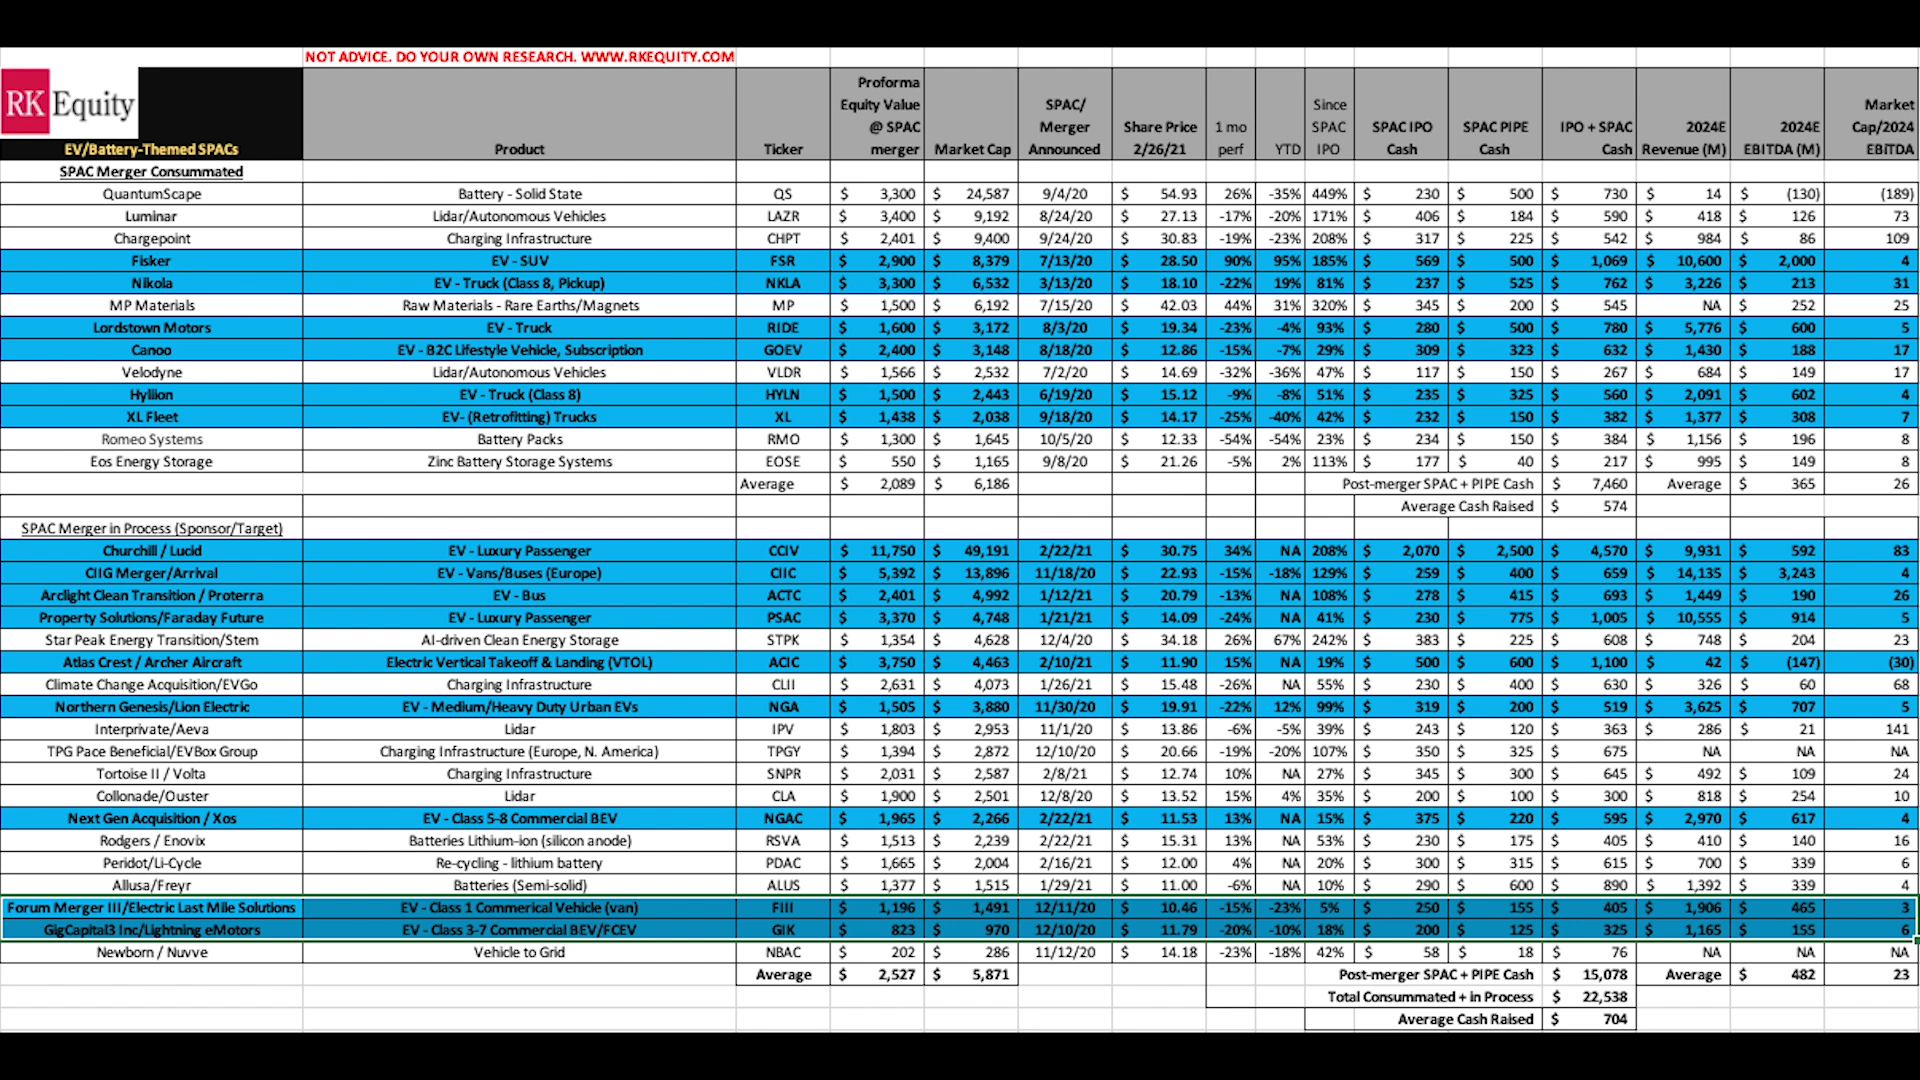 NOT ADVICE. DO YOUR OWN RESEARCH. WWW.RKEQUITY.COM
RK Equity
EV/Battery-Themed SPACs Product Ticker Proforma Equity Value @ SPAC merger Market Cap SPAC/ Merger Announced Share Price 2/26/21 1 mo perf YTD Since SPAC IPO SPAC IPO Cash SPAC PIPE Cash IPO + SPAC Cash 2024E Revenue (M) 2024E EBITDA (M) Market Cap/2024 EBITDA
SPAC Merger Consummated
QuantumScape Battery - Solid State QS $ 3,300 $ 24,587 9/4/20 $ 54.93 26% -35% 449% $ 230 $ 500 $ 730 $ 14 $ (130) (189)
Luminar Lidar/Autonomous Vehicles LAZR $ 3,400 $ 9,192 8/24/20 $ 27.13 -17% -20% 171% $ 406 $ 184 $ 590 $ 418 $ 126 73
Chargepoint Charging Infrastructure CHPT $ 2,401 $ 9,400 9/24/20 $ 30.83 -19% -23% 208% $ 317 $ 225 $ 542 $ 984 $ 86 109
Fisker EV - SUV FSR $ 2,900 $ 8,379 7/13/20 $ 28.50 90% 95% 185% $ 569 $ 500 $ 1,069 $ 10,600 $ 2,000 4
Nikola EV - Truck (Class 8, Pickup) NKLA $ 3,300 $ 6,532 3/13/20 $ 18.10 -22% 19% 81% $ 237 $ 525 $ 762 $ 3,226 $ 213 31
MP Materials Raw Materials - Rare Earths/Magnets MP $ 1,500 $ 6,192 7/15/20 $ 42.03 44% 31% 320% $ 345 $ 200 $ 545 NA $ 252 25
Lordstown Motors EV - Truck RIDE $ 1,600 $ 3,172 8/3/20 $ 19.34 -23% -4% 93% $ 280 $ 500 $ 780 $ 5,776 $ 600 5
Canoo EV - B2C Lifestyle Vehicle, Subscription GOEV $ 2,400 $ 3,148 8/18/20 $ 12.86 -15% -7% 29% $ 309 $ 323 $ 632 $ 1,430 $ 188 17
Velodyne Lidar/Autonomous Vehicles VLDR $ 1,566 $ 2,532 7/2/20 $ 14.69 -32% -36% 47% $ 117 $ 150 $ 267 $ 684 $ 149 17
Hyllion EV - Truck (Class 8) HYLN $ 1,500 $ 2,443 6/19/20 $ 15.12 -9% -8% 51% $ 235 $ 325 $ 560 $ 2,091 $ 602 4
XL Fleet EV- (Retrofitting) Trucks XL $ 1,438 $ 2,038 9/18/20 $ 14.17 -25% -40% 42% $ 232 $ 150 $ 382 $ 1,377 $ 308 7
Romeo Systems Battery Packs RMO $ 1,300 $ 1,645 10/5/20 $ 12.33 -54% -54% 23% $ 234 $ 150 $ 384 $ 1,156 $ 196 8
Eos Energy Storage Zinc Battery Storage Systems EOSE $ 550 $ 1,165 9/8/20 $ 21.26 -5% 2% 113% $ 177 $ 40 $ 217 $ 995 $ 149 8
Average $ 2,089 $ 6,186 Post-merger SPAC + PIPE Cash $ 7,460 Average $ 365 26
Average Cash Raised $ 574
SPAC Merger in Process (Sponsor/Target)
Churchill / Lucid EV - Luxury Passenger CCIV $ 11,750 $ 49,191 2/22/21 $ 30.75 34% NA 208% $ 2,070 $ 2,500 $ 4,570 $ 9,931 $ 592 83
CIIG Merger/Arrival EV - Vans/Buses (Europe) CIIC $ 5,392 $ 13,896 11/18/20 $ 22.93 -15% -18% 129% $ 259 $ 400 $ 659 $ 14,135 $ 3,243 4
Arclight Clean Transition / Proterra EV - Bus ACTC $ 2,401 $ 4,992 1/12/21 $ 20.79 -13% NA 108% $ 278 $ 415 $ 693 $ 1,449 $ 190 26
Property Solutions/Faraday Future EV - Luxury Passenger PSAC $ 3,370 $ 4,748 1/21/21 $ 14.09 -24% NA 41% $ 230 $ 775 $ 1,005 $ 10,555 $ 914 5
Star Peak Energy Transition/Stem AI-driven Clean Energy Storage STPK $ 1,354 $ 4,628 12/4/20 $ 34.18 26% 67% 242% $ 383 $ 225 $ 608 $ 748 $ 204 23
Atlas Crest / Archer Aircraft Electric Vertical Takeoff & Landing (VTOL) ACIC $ 3,750 $ 4,463 2/10/21 $ 11.90 15% NA 19% $ 500 $ 600 $ 1,100 $ 42 $ (147) (30)
Climate Change Acquisition/EVGo Charging Infrastructure CLII $ 2,631 $ 4,073 1/26/21 $ 15.48 -26% NA 55% $ 230 $ 400 $ 630 $ 326 $ 60 68
Northern Genesis/Lion Electric EV - Medium/Heavy Duty Urban EVs NGA $ 1,505 $ 3,880 11/30/20 $ 19.91 -22% 12% 99% $ 319 $ 200 $ 519 $ 3,625 $ 707 5
Interprivate/Aeva Lidar IPV $ 1,803 $ 2,953 11/1/20 $ 13.86 -6% -5% 39% $ 243 $ 120 $ 363 $ 286 $ 21 141
TPG Pace Beneficial/EVBox Group Charging Infrastructure (Europe, N. America) TPGY $ 1,394 $ 2,872 12/10/20 $ 20.66 -19% -20% 107% $ 350 $ 325 $ 675 NA NA NA
Tortoise II / Volta Charging Infrastructure SNPR $ 2,031 $ 2,587 2/8/21 $ 12.74 10% NA 27% $ 345 $ 300 $ 645 $ 492 $ 109 24
Collonade/Ouster Lidar CLA $ 1,900 $ 2,501 12/8/20 $ 13.52 15% 4% 35% $ 200 $ 100 $ 300 $ 818 $ 254 10
Next Gen Acquisition / Xos EV - Class 5-8 Commercial BEV NGAC $ 1,965 $ 2,266 2/22/21 $ 11.53 13% NA 15% $ 375 $ 220 $ 595 $ 2,970 $ 617 4
Rodgers / Enovix Batteries Lithium-ion (silicon anode) RSVA $ 1,513 $ 2,239 2/22/21 $ 15.31 13% NA 53% $ 230 $ 175 $ 405 $ 410 $ 140 16
Peridot/Li-Cycle Re-cycling - lithium battery PDAC $ 1,665 $ 2,004 2/16/21 $ 12.00 4% NA 20% $ 300 $ 315 $ 615 $ 700 $ 339 6
Allusa/Freyr Batteries (Semi-solid) ALUS $ 1,377 $ 1,515 1/29/21 $ 11.00 -6% NA 10% $ 290 $ 600 $ 890 $ 1,392 $ 339 4
Forum Merger III/Electric Last Mile Solutions EV - Class 1 Commerical Vehicle (van) FIII $ 1,196 $ 1,491 12/11/20 $ 10.46 -15% -23% 5% $ 250 $ 155 $ 405 $ 1,906 $ 465 3
GigCapital3 Inc/Lightning eMotors EV - Class 3-7 Commercial BEV/FCEV GIK $ 823 $ 970 12/10/20 $ 11.79 -20% -10% 18% $ 200 $ 125 $ 325 $ 1,165 $ 155 6
Newborn / Nuvve Vehicle to Grid NBAC $ 202 $ 286 11/12/20 $ 14.18 -23% -18% 42% $ 58 $ 18 $ 76 NA NA NA
Average $ 2,527 $ 5,871 Post-merger SPAC + PIPE Cash $ 15,078 Average $ 482 23
Total Consummated + in Process $ 22,538
Average Cash Raised $ 704